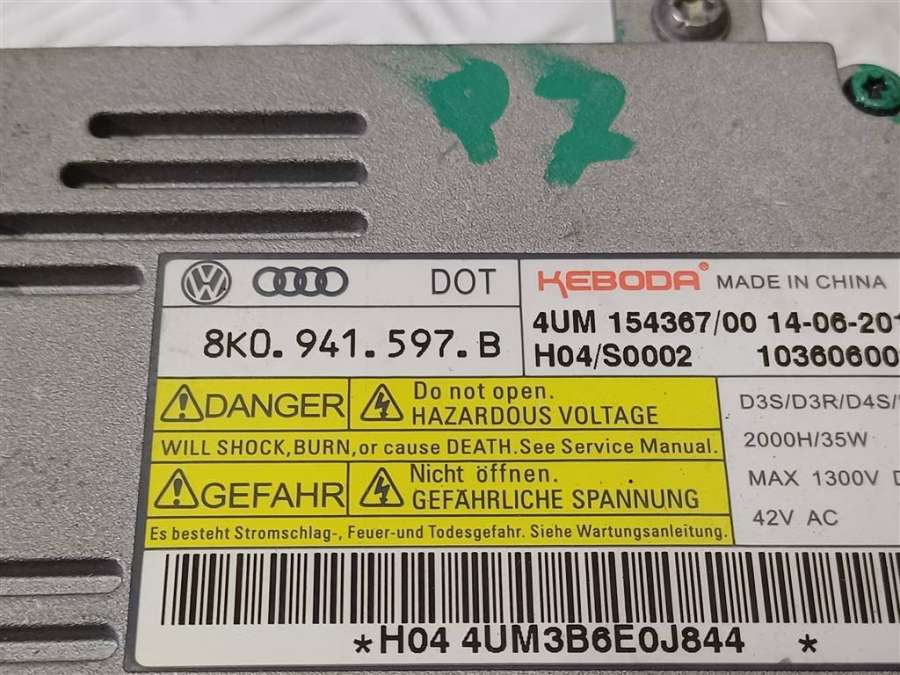 P7
DOT
KEBODA® MADE IN CHINA
8K0.941.597.B
4UM 154367/00 14-06-201
H04/S0002 10360600
DANGER
Do not open.
HAZARDOUS VOLTAGE
WILL SHOCK,BURN,or cause DEATH.See Service Manual.
GEFAHR
Nicht öffnen.
GEFÄHRLICHE SPANNUNG
Es besteht Stromschlag-, Feuer-und Todesgefahr. Siehe Wartungsanleitung.
D3S/D3R/D4S/
2000H/35W
MAX 1300V
42V AC
*H04 4UM3B6E0J844 *